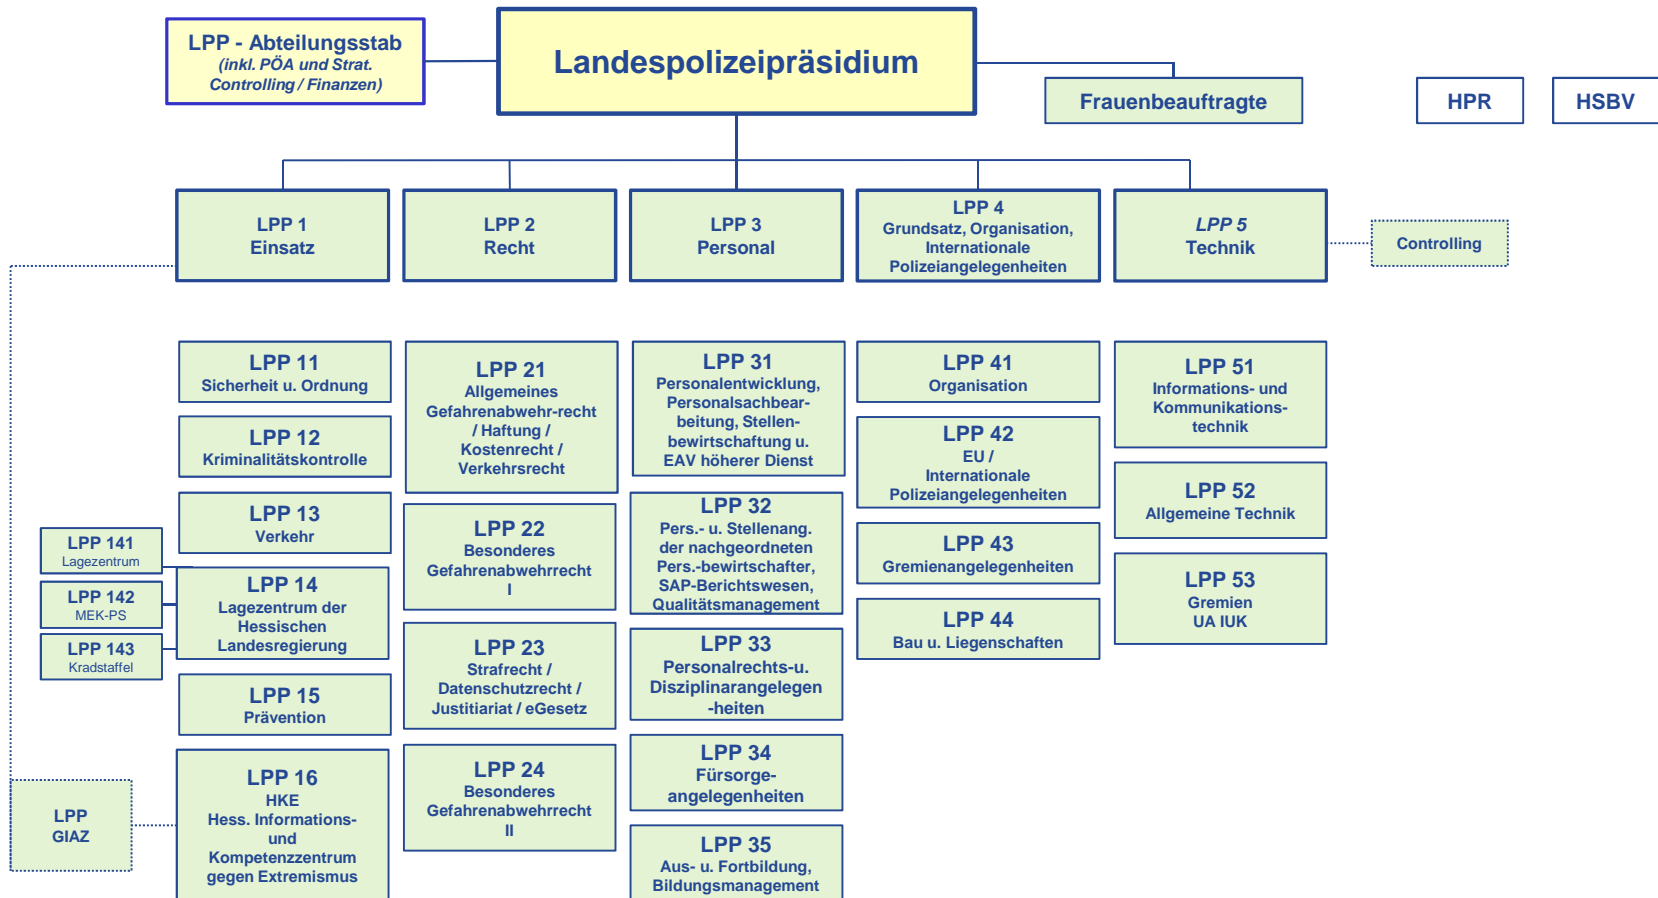 LPP - Abteilungsstab
(inkl. PÖA und Strat.
Controlling / Finanzen)
Landespolizeipräsidium
Frauenbeauftragte
HPR
HSBV
LPP 1
Einsatz
LPP 2
Recht
LPP 3
Personal
LPP 4
Grundsatz, Organisation,
Internationale
Polizeiangelegenheiten
LPP 5
Technik
Controlling
LPP 11
Sicherheit u. Ordnung
LPP 12
Kriminalitätskontrolle
LPP 13
Verkehr
LPP 141
Lagezentrum
LPP 142
MEK-PS
LPP 143
Kradstaffel
LPP 14
Lagezentrum der
Hessischen
Landesregierung
LPP 15
Prävention
LPP 16
HKE
Hess. Informations-
und
Kompetenzzentrum
gegen Extremismus
LPP
GIAZ
LPP 21
Allgemeines
Gefahrenabwehr-recht
/ Haftung /
Kostenrecht /
Verkehrsrecht
LPP 22
Besonderes
Gefahrenabwehrrecht
I
LPP 23
Strafrecht /
Datenschutzrecht /
Justitiariat / eGesetz
LPP 24
Besonderes
Gefahrenabwehrrecht
II
LPP 31
Personalentwicklung,
Personalsachbear-
beitung, Stellen-
bewirtschaftung u.
EAV höherer Dienst
LPP 32
Pers.- u. Stellenang.
der nachgeordneten
Pers.-bewirtschafter,
SAP-Berichtswesen,
Qualitätsmanagement
LPP 33
Personalrechts-u.
Disziplinarangelegen
-heiten
LPP 34
Fürsorge-
angelegenheiten
LPP 35
Aus- u. Fortbildung,
Bildungsmanagement
LPP 41
Organisation
LPP 42
EU /
Internationale
Polizeiangelegenheiten
LPP 43
Gremienangelegenheiten
LPP 44
Bau u. Liegenschaften
LPP 51
Informations- und
Kommunikations-
technik
LPP 52
Allgemeine Technik
LPP 53
Gremien
UA IUK